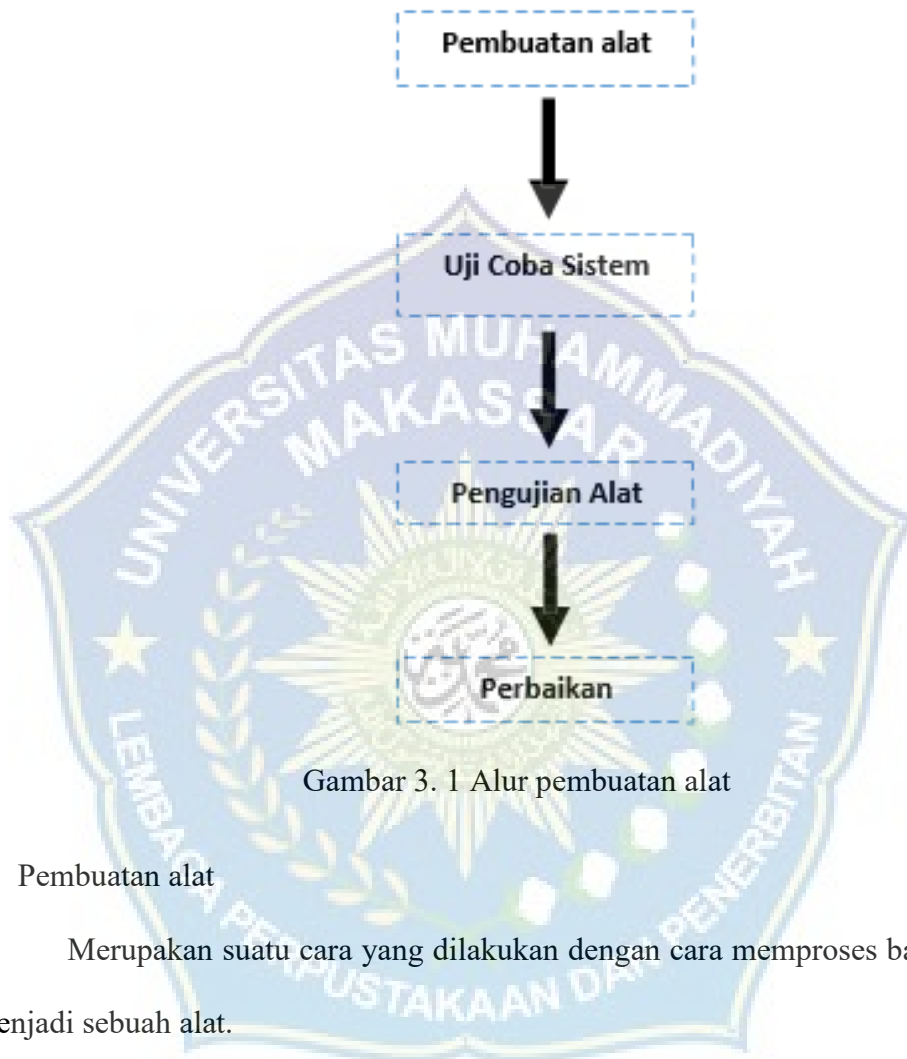 Pembuatan alat
Uji Coba Sistem
UNIVERSITAS MUHAMMADIYAH
MAKASSAR
Pengujian Alat
Perbaikan
LEMBAGA PERPUSTAKAAN DAN PENERBITAN
Gambar 3. 1 Alur pembuatan alat
Pembuatan alat
Merupakan suatu cara yang dilakukan dengan cara memproses ba
enjadi sebuah alat.